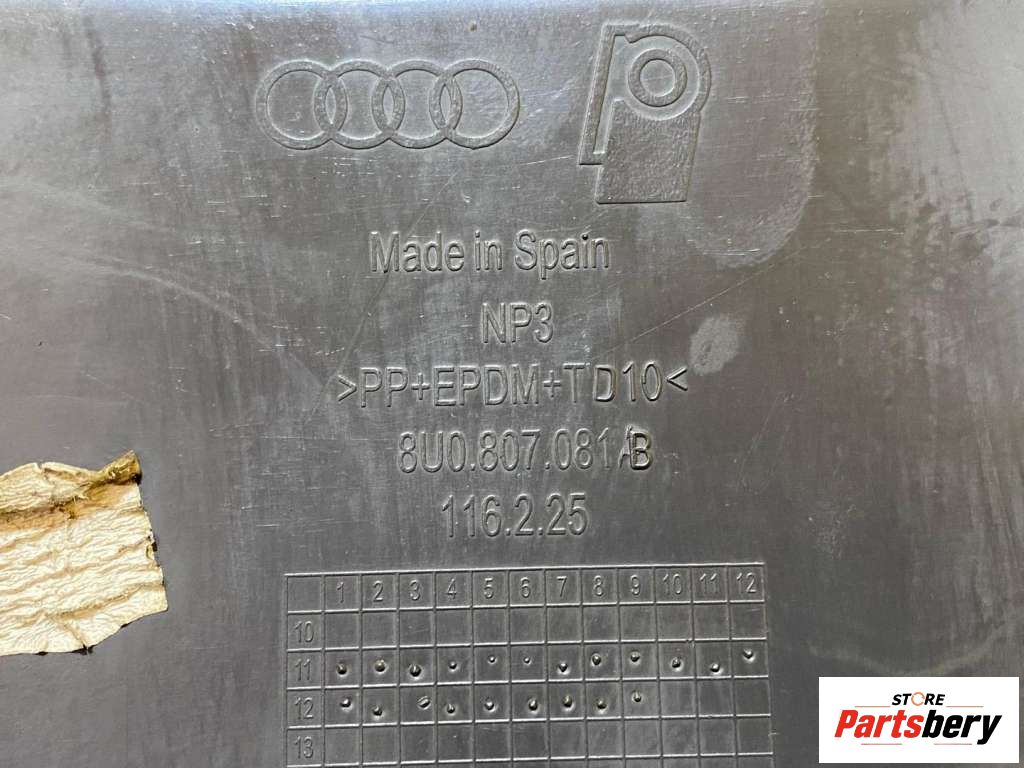 Made in Spain
NP3
>PP+EPDM+TD10<
8U0.807.081AB
116.2.25
1 2 3 4 5 6 7 8 9 10 11 12
10
11
12
13
STORE
Partsbery